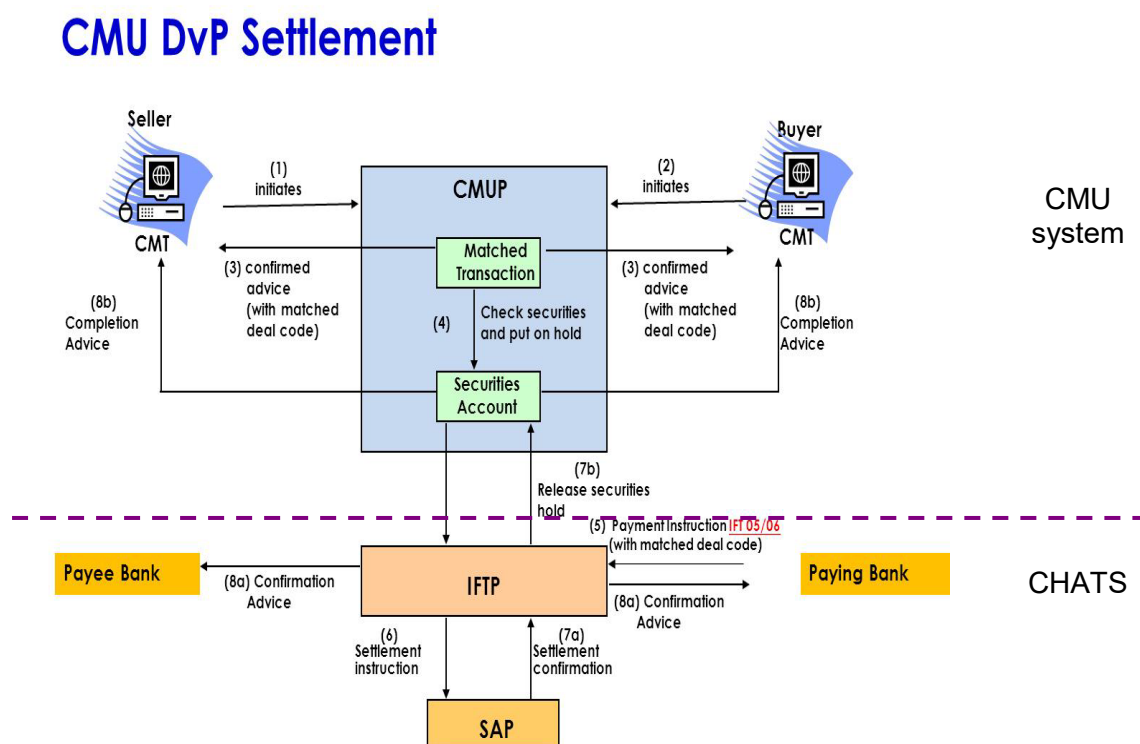 CMU DvP Settlement
Seller
Buyer
(1)
initiates
(2)
initiates
CMUP
CMU
system
CMT
CMT
Matched
Transaction
(3) confirmed
advice
(with matched
deal code)
(3) confirmed
advice
(with matched
deal code)
(4)
Check securities
and put on hold
(8b)
Completion
Advice
(8b)
Completion
Advice
Securities
Account
(7b)
Release securities
hold
(5) Payment Instruction IFT 05/06
(with matched deal code)
Payee Bank
(8a) Confirmation
Advice
IFTP
(8a) Confirmation
Advice
Paying Bank
CHATS
(6)
Settlement
instruction
(7a)
Settlement
confirmation
SAP